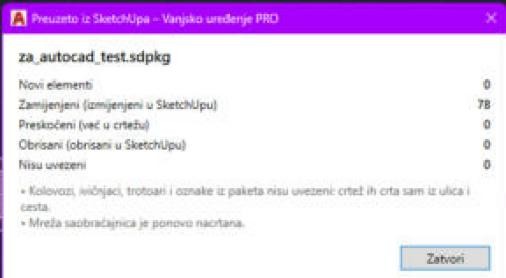 Preuzeto iz SketchUpa – Vanjsko uređenje PRO
za_autocad_test.sdpkg
Novi elementi 0
Zamijenjeni (izmijenjeni u SketchUpu) 78
Preskočeni (već u crtežu) 0
Obrisani (obrisani u SketchUpu) 0
Nisu uvezeni 0
• Kolovozi, ivičnjaci, trotoari i oznake iz paketa nisu uvezeni: crtež ih crta sam iz ulica i
cesta.
• Mreža saobraćajnica je ponovo nacrtana.
Zatvori